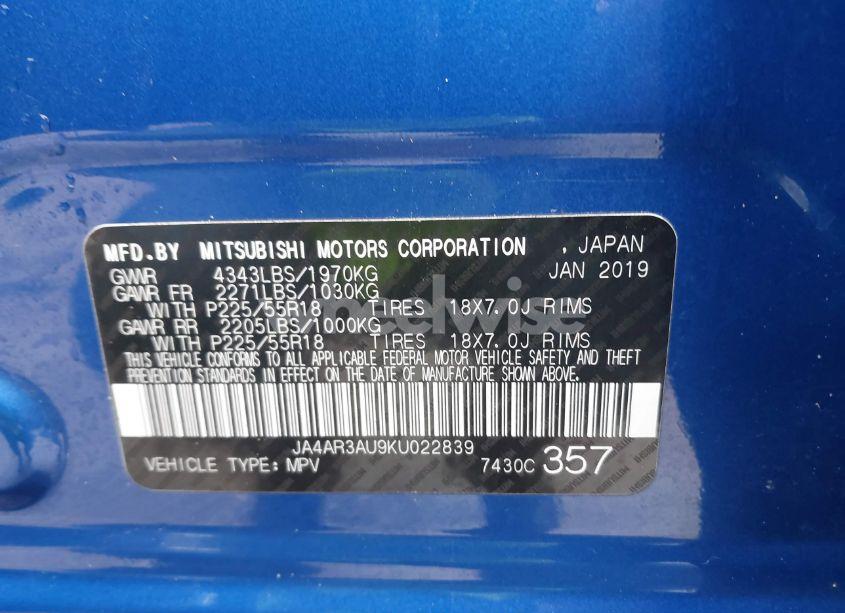 MFD.BY MITSUBISHI MOTORS CORPORATION , JAPAN
GWVR 4343LBS/1970KG JAN 2019
GAWR FR 2271LBS/1030KG
WITH P225/55R18 TIRES 18X7.0J RIMS
GAWR RR 2205LBS/1000KG
WITH P225/55R18 TIRES 18X7.0J RIMS
THIS VEHICLE CONFORMS TO ALL APPLICABLE FEDERAL MOTOR VEHICLE SAFETY AND THEFT
PREVENTION STANDARDS IN EFFECT ON THE DATE OF MANUFACTURE SHOWN ABOVE.
JA4AR3AU9KU022839
VEHICLE TYPE: MPV 7430C 357